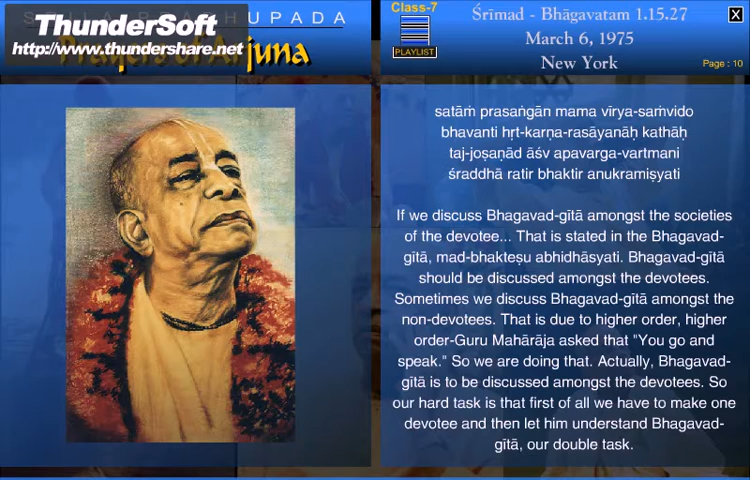 ThunderSoft
http://www.thundershare.net
PRABHUPADA
Prayers of Arjuna
Class-7
PLAYLIST
Śrīmad - Bhāgavatam 1.15.27
March 6, 1975
New York
X
Page : 10
satāṁ prasaṅgān mama vīrya-saṁvido
bhavanti hṛt-karṇa-rasāyanāḥ kathāḥ
taj-joṣaṇād āśv apavarga-vartmani
śraddhā ratir bhaktir anukramiṣyati
If we discuss Bhagavad-gītā amongst the societies
of the devotee... That is stated in the Bhagavad-
gītā, mad-bhakteṣu abhidhāsyati. Bhagavad-gītā
should be discussed amongst the devotees.
Sometimes we discuss Bhagavad-gītā amongst the
non-devotees. That is due to higher order, higher
order-Guru Mahārāja asked that "You go and
speak." So we are doing that. Actually, Bhagavad-
gītā is to be discussed amongst the devotees. So
our hard task is that first of all we have to make one
devotee and then let him understand Bhagavad-
gītā, our double task.